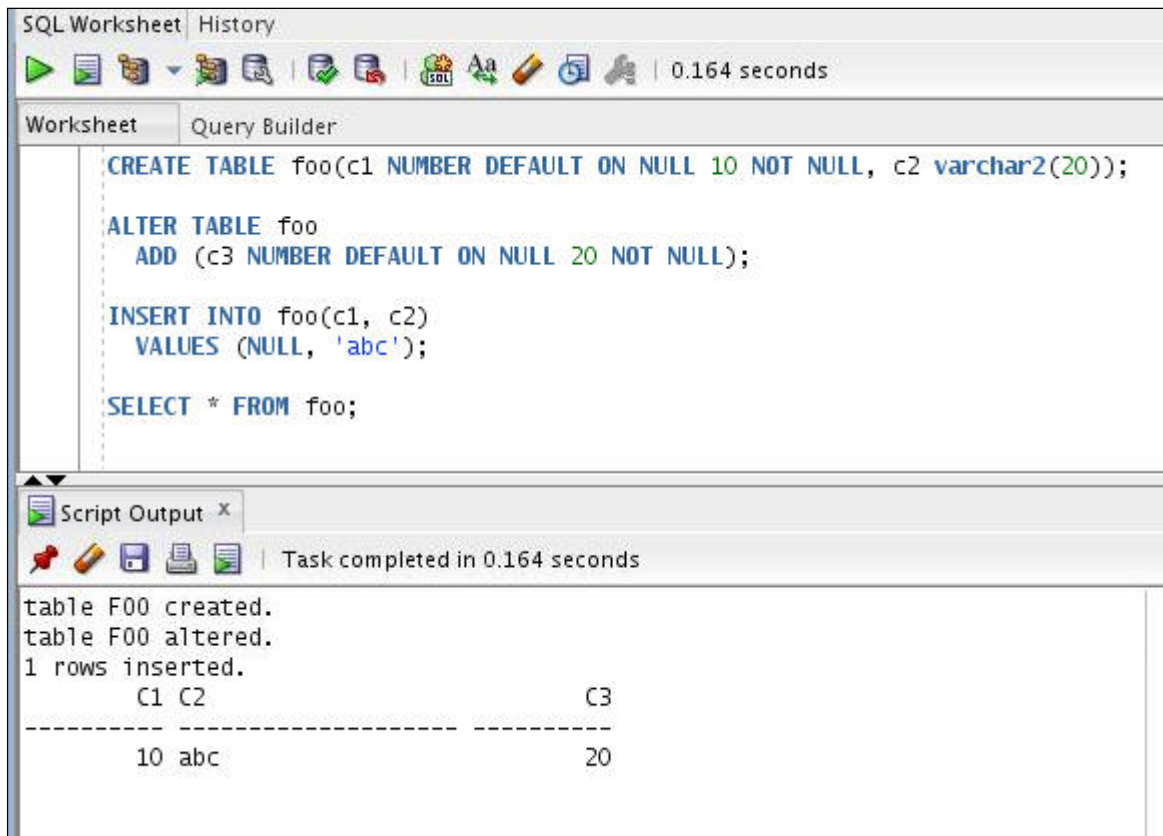 SQL Worksheet History
SQL Aa 0.164 seconds
Worksheet Query Builder
CREATE TABLE foo(c1 NUMBER DEFAULT ON NULL 10 NOT NULL, c2 varchar2(20));
ALTER TABLE foo
ADD (c3 NUMBER DEFAULT ON NULL 20 NOT NULL);
INSERT INTO foo(c1, c2)
VALUES (NULL, 'abc');
SELECT * FROM foo;
Script Output x
Task completed in 0.164 seconds
table FOO created.
table FOO altered.
1 rows inserted.
C1 C2 C3
---------- -------------------- ----------
10 abc 20